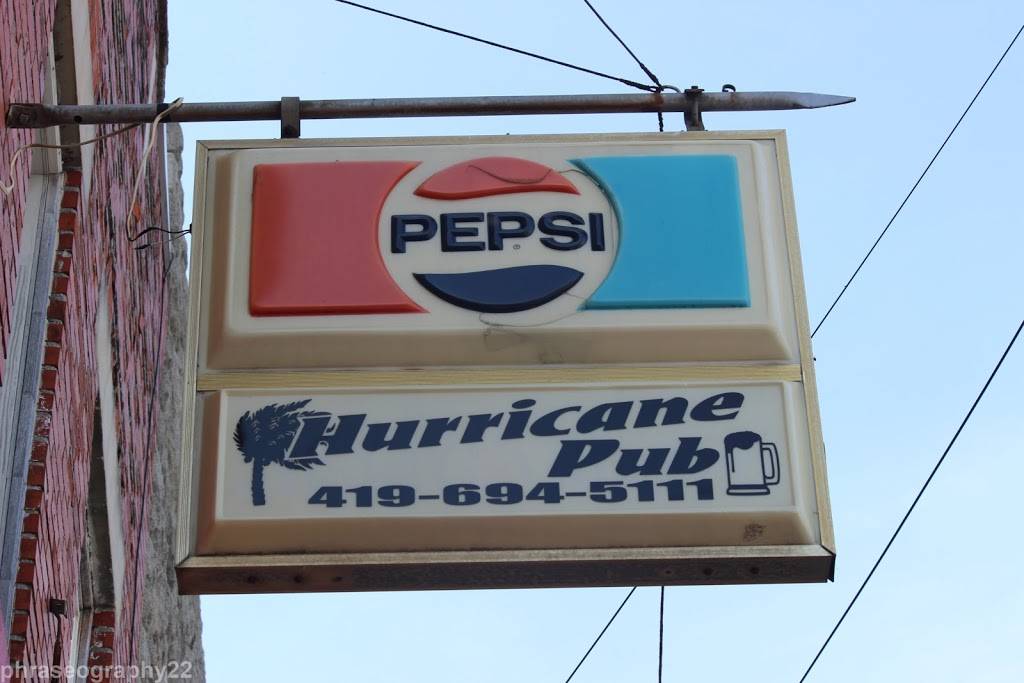 PEPSI
Hurricane
Pub
419-694-5111
phraseography22